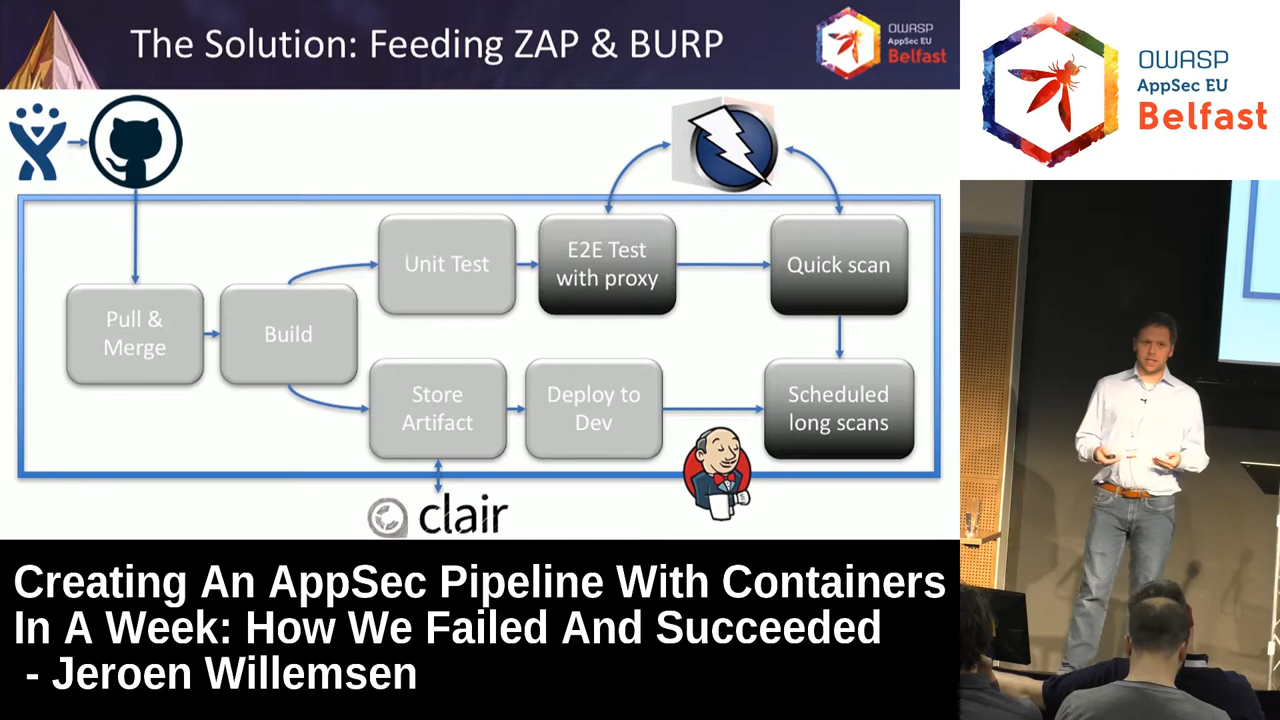 The Solution: Feeding ZAP & BURP
OWASP
AppSec EU
Belfast
OWASP
AppSec EU
Belfast
Unit Test
E2E Test
with proxy
Quick scan
Pull &
Merge
Build
Store
Artifact
Deploy to
Dev
Scheduled
long scans
clair
Creating An AppSec Pipeline With Containers
In A Week: How We Failed And Succeeded
- Jeroen Willemsen